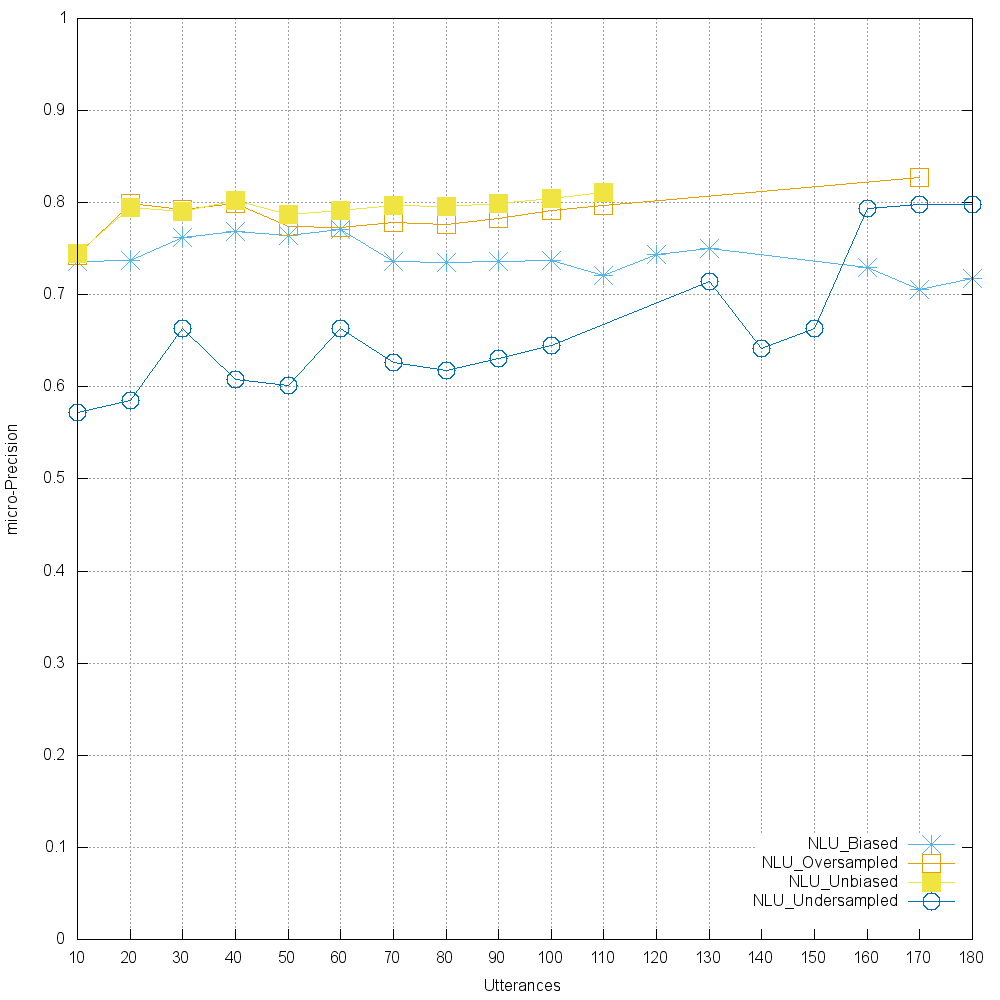 1
0.9
0.8
0.7
0.6
0.5
0.4
0.3
0.2
0.1
0
micro-Precision
10 20 30 40 50 60 70 80 90 100 110 120 130 140 150 160 170 180
Utterances
NLU_Biased
NLU_Oversampled
NLU_Unbiased
NLU_Undersampled